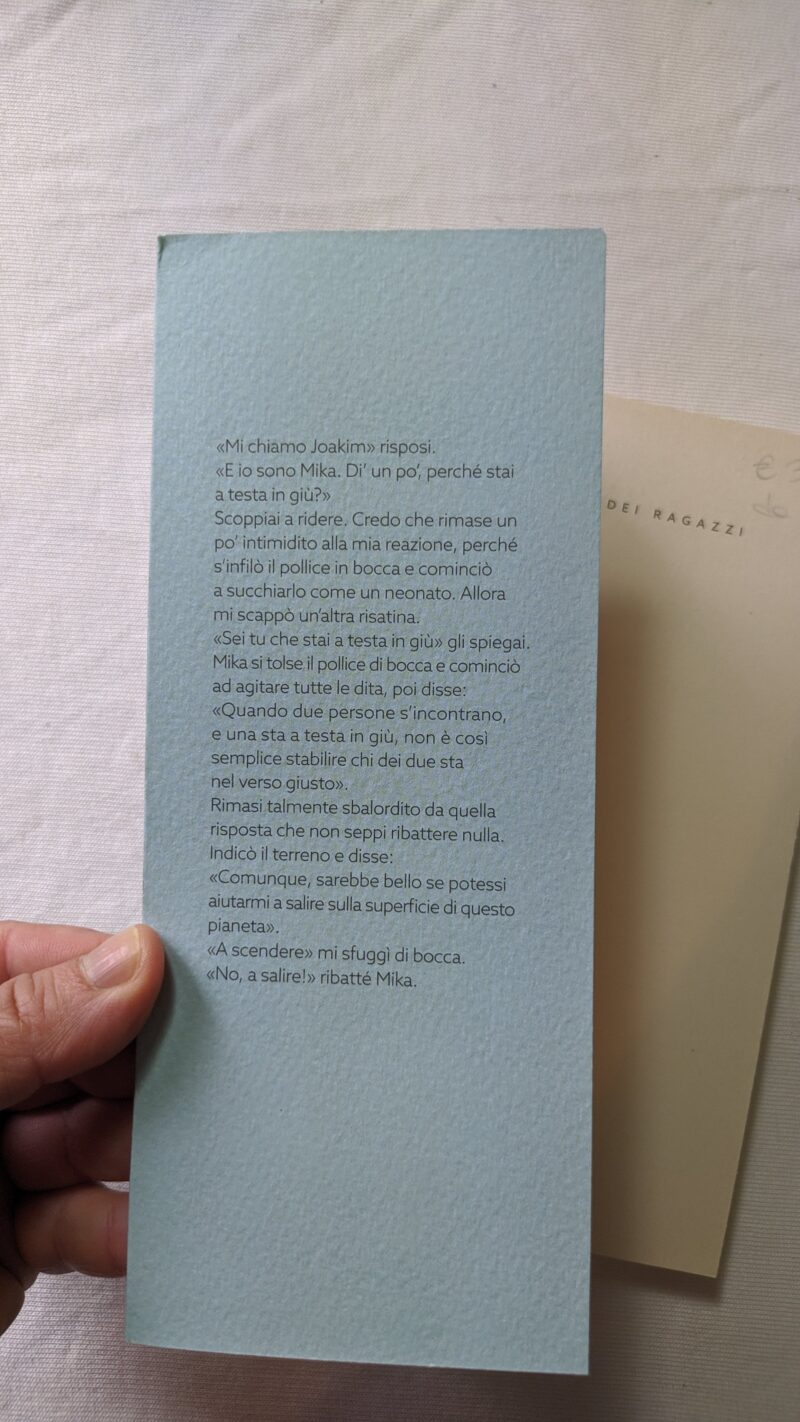 «Mi chiamo Joakim» risposi.
«E io sono Mika. Di’ un po’, perché stai
a testa in giù?»
Scoppiai a ridere. Credo che rimase un
po’ intimidito alla mia reazione, perché
s’infilò il pollice in bocca e cominciò
a succhiarlo come un neonato. Allora
mi scappò un’altra risatina.
«Sei tu che stai a testa in giù» gli spiegai.
Mika si tolse il pollice di bocca e cominciò
ad agitare tutte le dita, poi disse:
«Quando due persone s’incontrano,
e una sta a testa in giù, non è così
semplice stabilire chi dei due sta
nel verso giusto».
Rimasi talmente sbalordito da quella
risposta che non seppi ribattere nulla.
Indicò il terreno e disse:
«Comunque, sarebbe bello se potessi
aiutarmi a salire sulla superficie di questo
pianeta».
«A scendere» mi sfuggì di bocca.
«No, a salire!» ribatté Mika.
DEI RAGAZZI